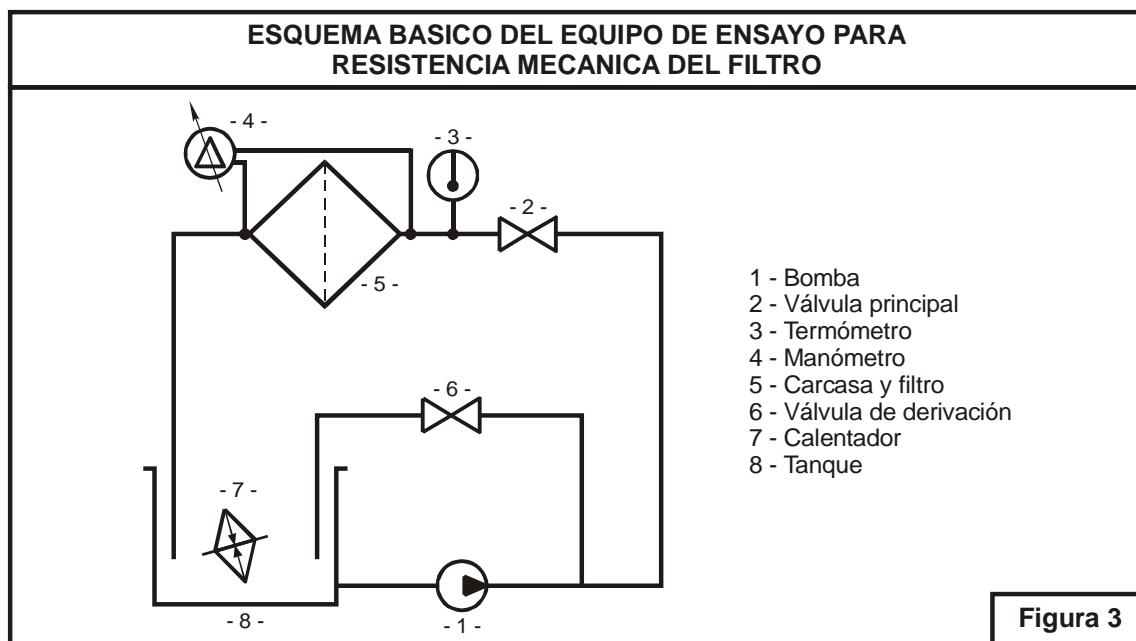 ESQUEMA BASICO DEL EQUIPO DE ENSAYO PARA
RESISTENCIA MECANICA DEL FILTRO
- 4 -
- 3 -
- 2 -
- 5 -
1 - Bomba
2 - Válvula principal
3 - Termómetro
4 - Manómetro
5 - Carcasa y filtro
6 - Válvula de derivación
7 - Calentador
8 - Tanque
- 6 -
- 7 -
- 8 -
- 1 -
Figura 3